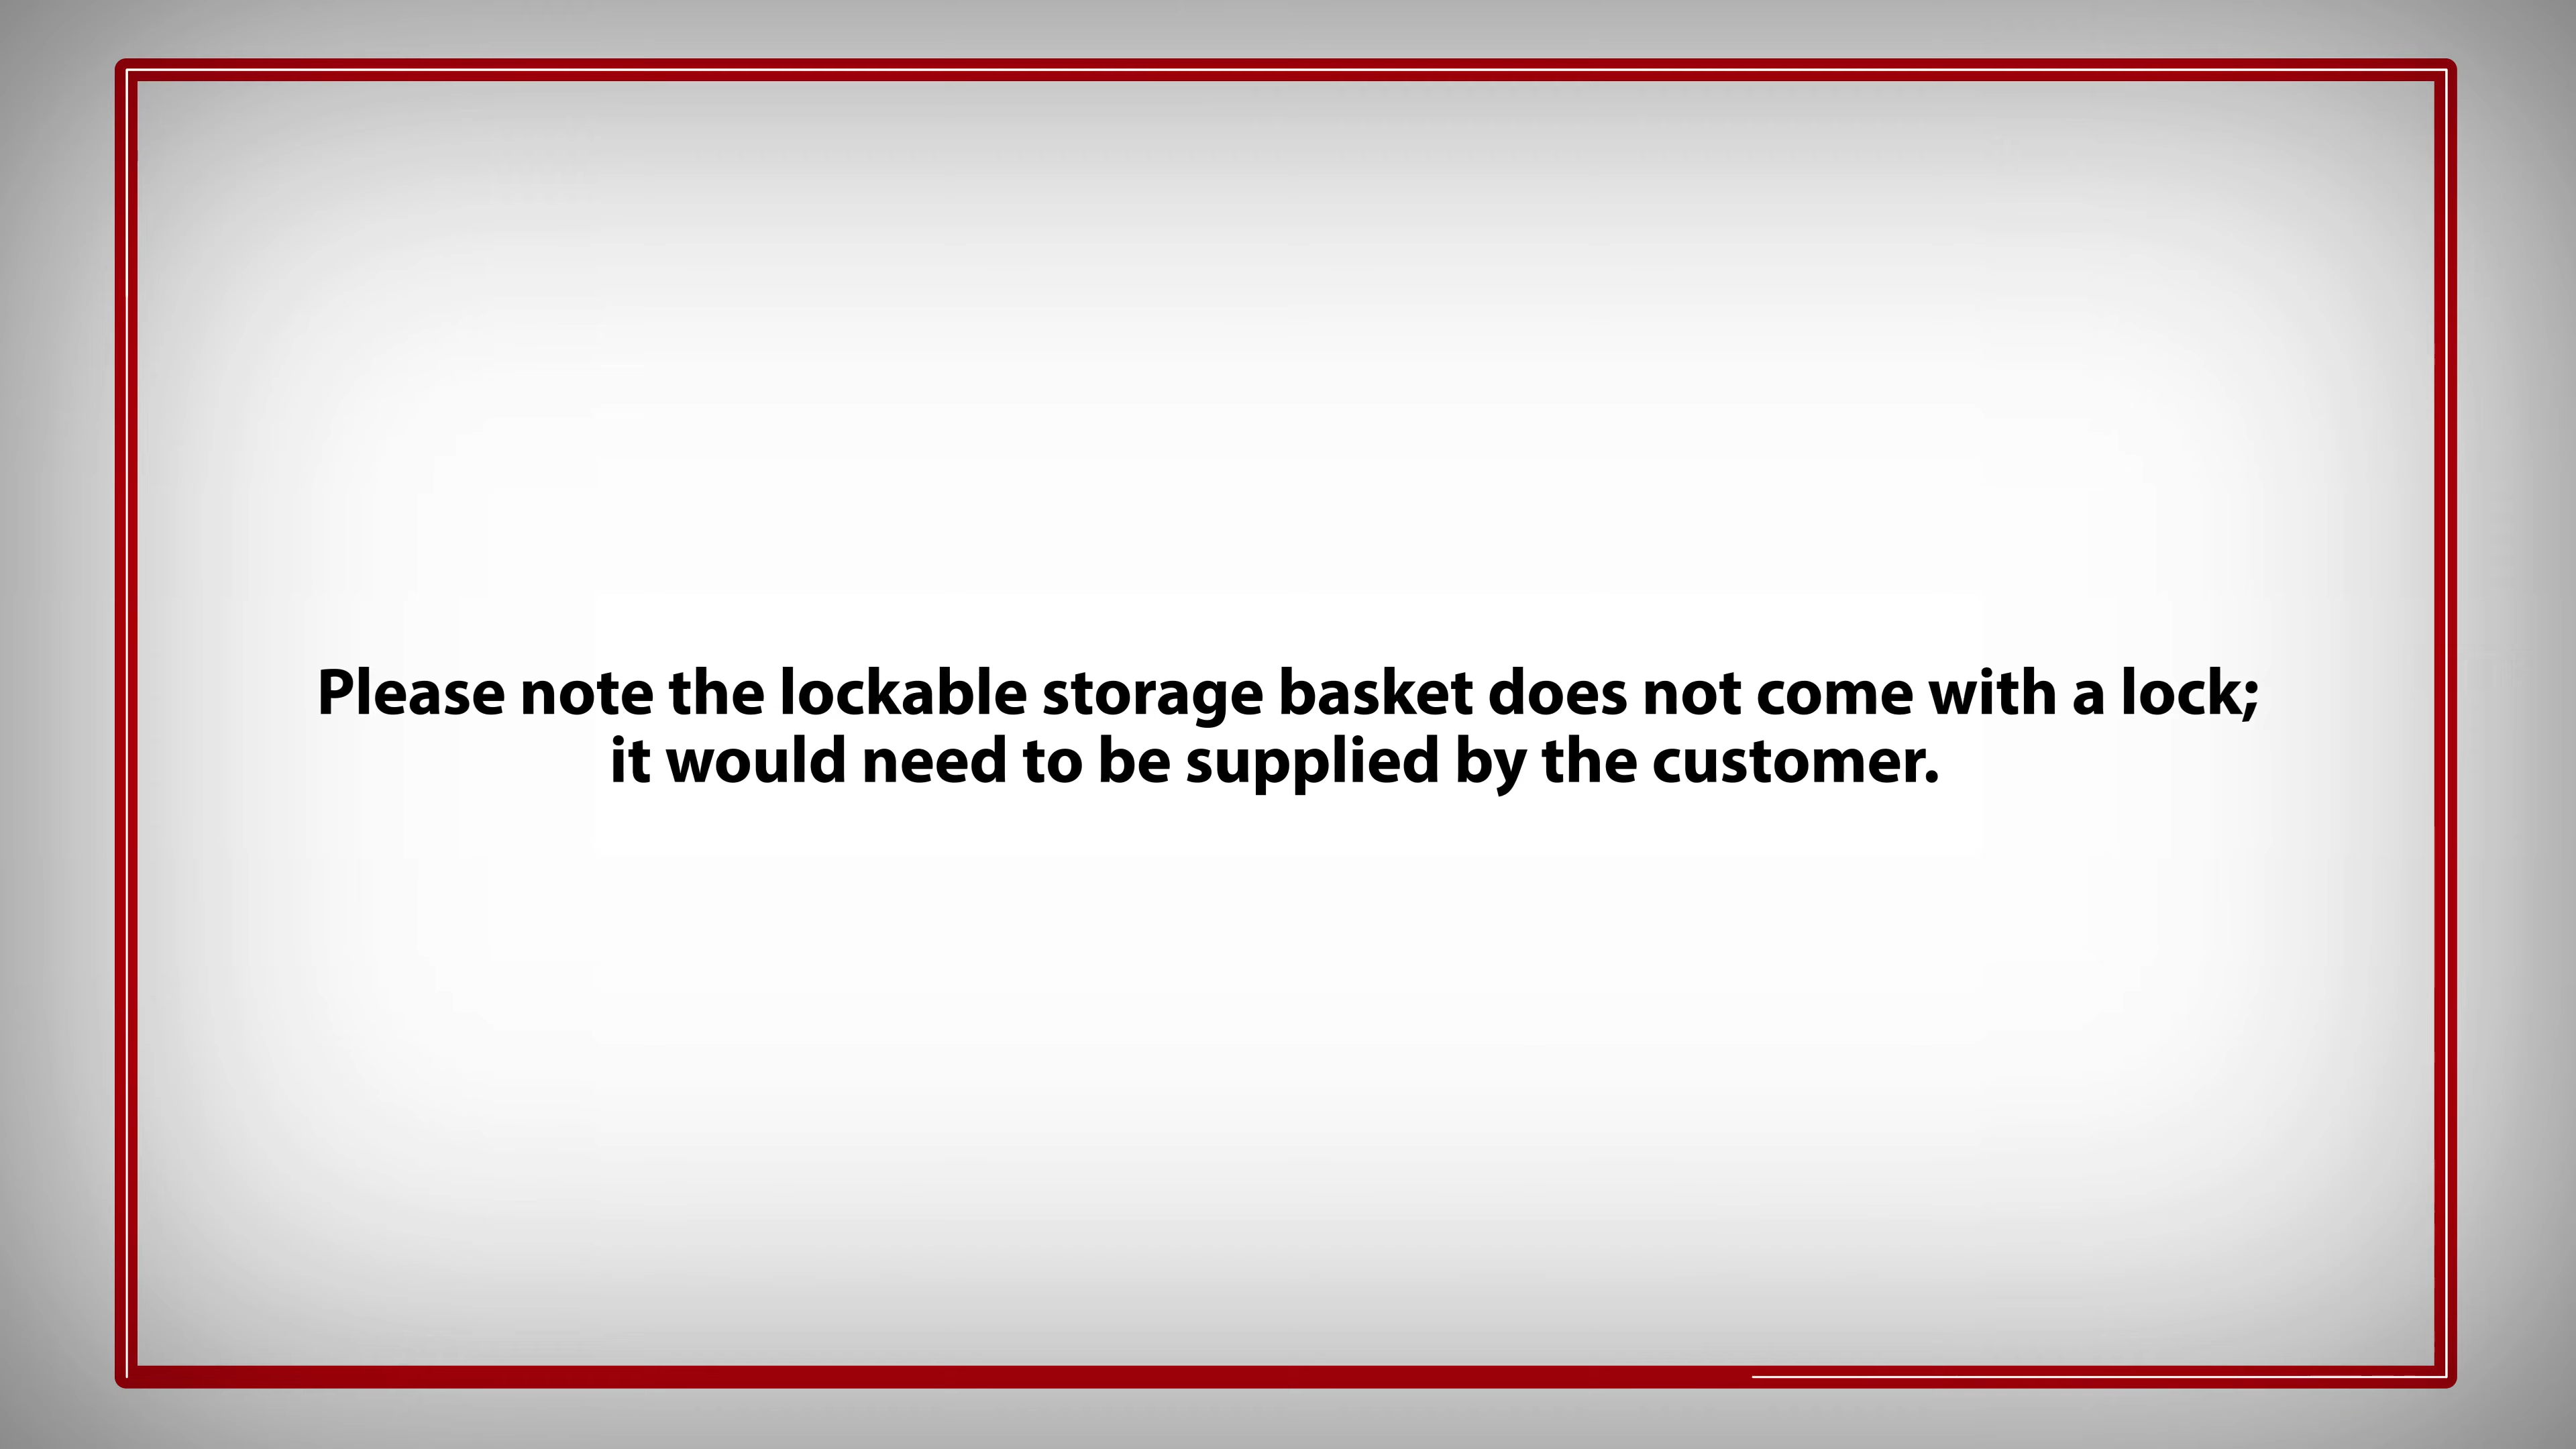 Please note the lockable storage basket does not come with a lock;
it would need to be supplied by the customer.